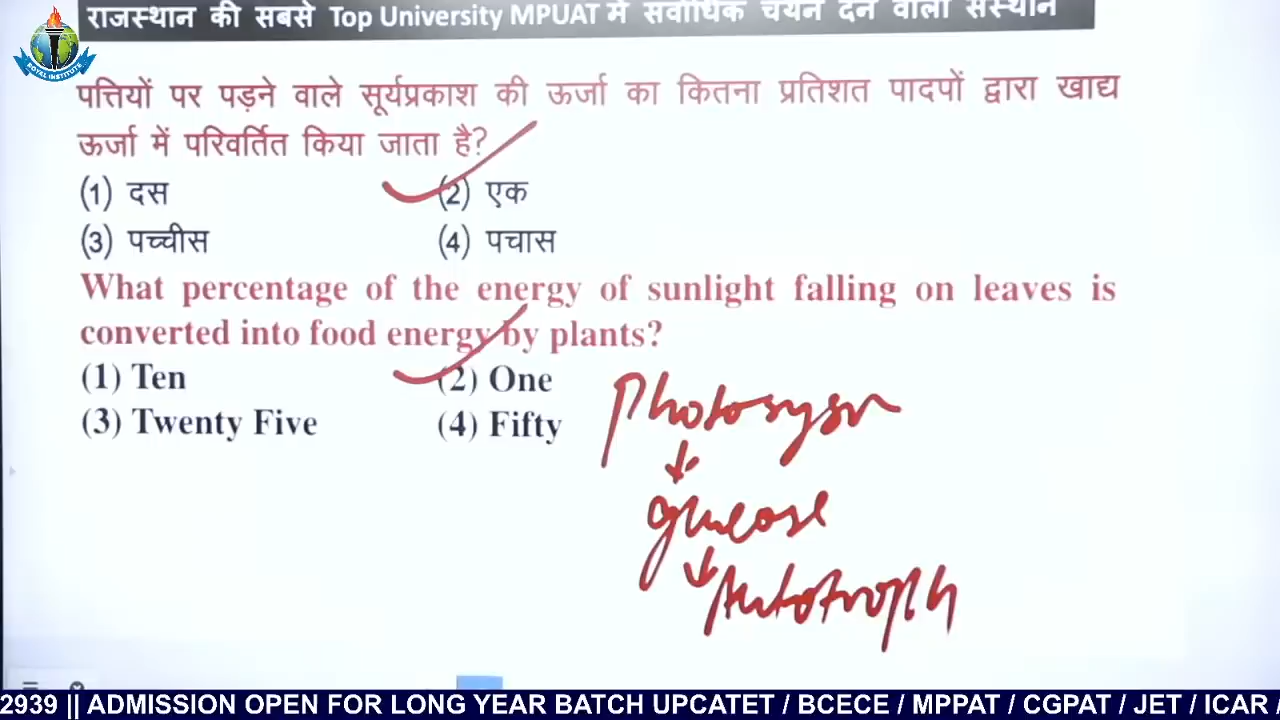 राजस्थान की सबसे Top University MPUAT में सर्वाधिक चयन देने वाला संस्थान
ROYAL INSTITUTE
पत्तियों पर पड़ने वाले सूर्यप्रकाश की ऊर्जा का कितना प्रतिशत पादपों द्वारा खाद्य
ऊर्जा में परिवर्तित किया जाता है?
(1) दस (2) एक
(3) पच्चीस (4) पचास
What percentage of the energy of sunlight falling on leaves is
converted into food energy by plants?
(1) Ten (2) One
(3) Twenty Five (4) Fifty
glucose
Autotroph
2939 || ADMISSION OPEN FOR LONG YEAR BATCH UPCATET / BCECE / MPPAT / CGPAT / JET / ICAR /